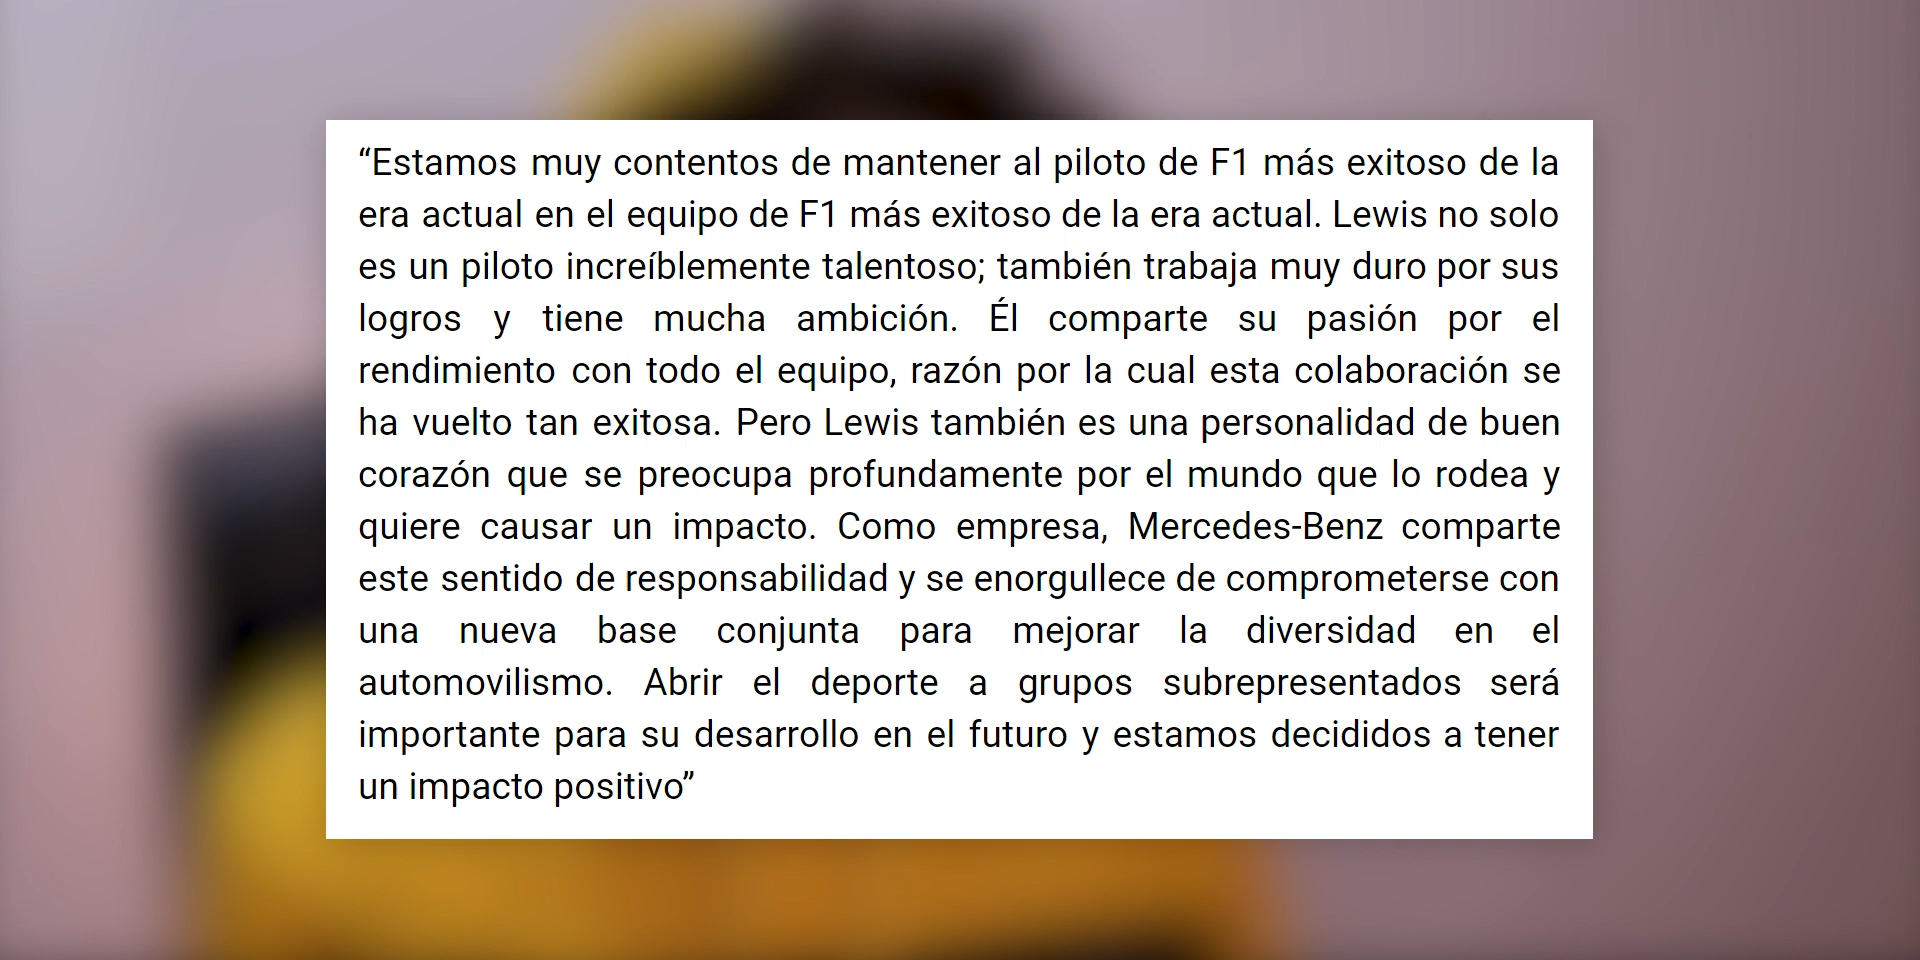 “Estamos muy contentos de mantener al piloto de F1 más exitoso de la
era actual en el equipo de F1 más exitoso de la era actual. Lewis no solo
es un piloto increíblemente talentoso; también trabaja muy duro por sus
logros y tiene mucha ambición. Él comparte su pasión por el
rendimiento con todo el equipo, razón por la cual esta colaboración se
ha vuelto tan exitosa. Pero Lewis también es una personalidad de buen
corazón que se preocupa profundamente por el mundo que lo rodea y
quiere causar un impacto. Como empresa, Mercedes-Benz comparte
este sentido de responsabilidad y se enorgullece de comprometerse con
una nueva base conjunta para mejorar la diversidad en el
automovilismo. Abrir el deporte a grupos subrepresentados será
importante para su desarrollo en el futuro y estamos decididos a tener
un impacto positivo”